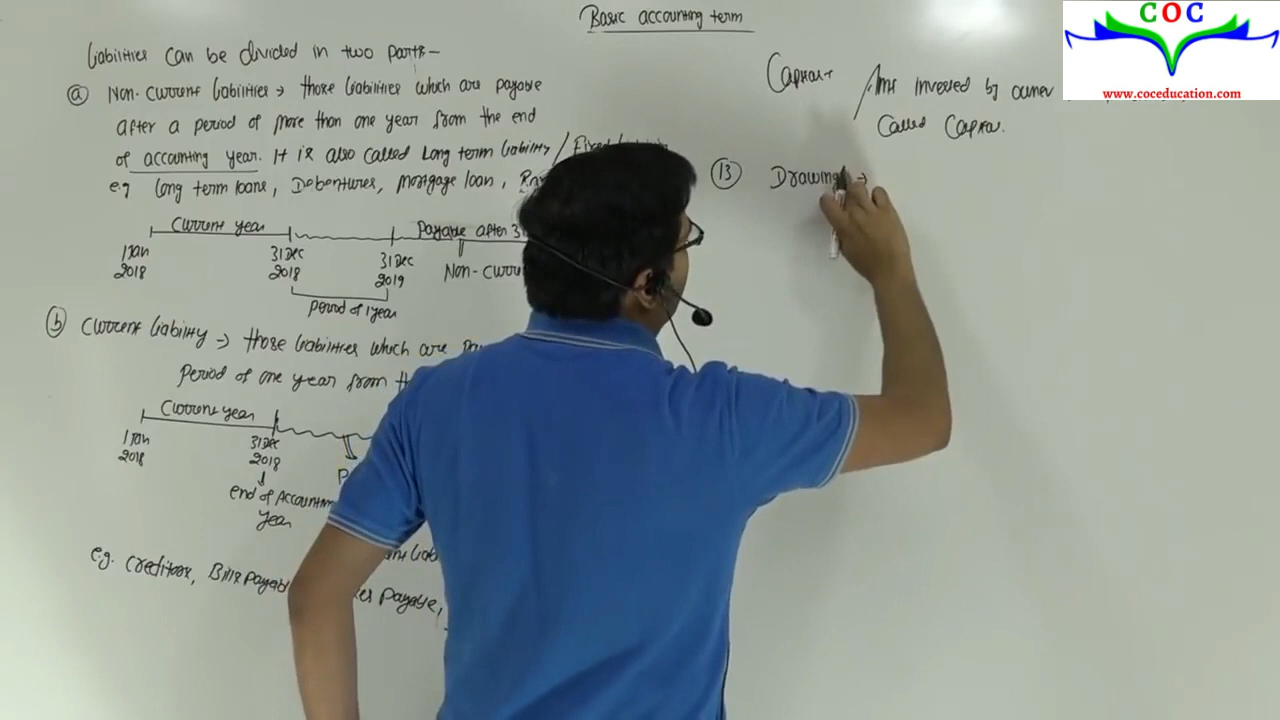 Basic accounting term
COC
www.coceducation.com
Liabilities can be divided in two parts-
(a) Non-Current liabilities → those liabilities which are payable
after a period of more than one year from the end
of accounting year. It is also called Long term liability /
e.g Long term loans, Debentures, Mortgage loan,
Current year
Payable after 31
1 Jan 2018
31 Dec 2018
31 Dec 2019
Non-curr
Period of 1 year
(b) Current liability → those liabilities which are
Period of one year from
Current year
1 Jan 2018
31 Dec 2018
end of Accountin
year
e.g. Creditors, Bills payab
Payable,
Capital
Amt invested by owner
Called Capital.
(13) Drawing →